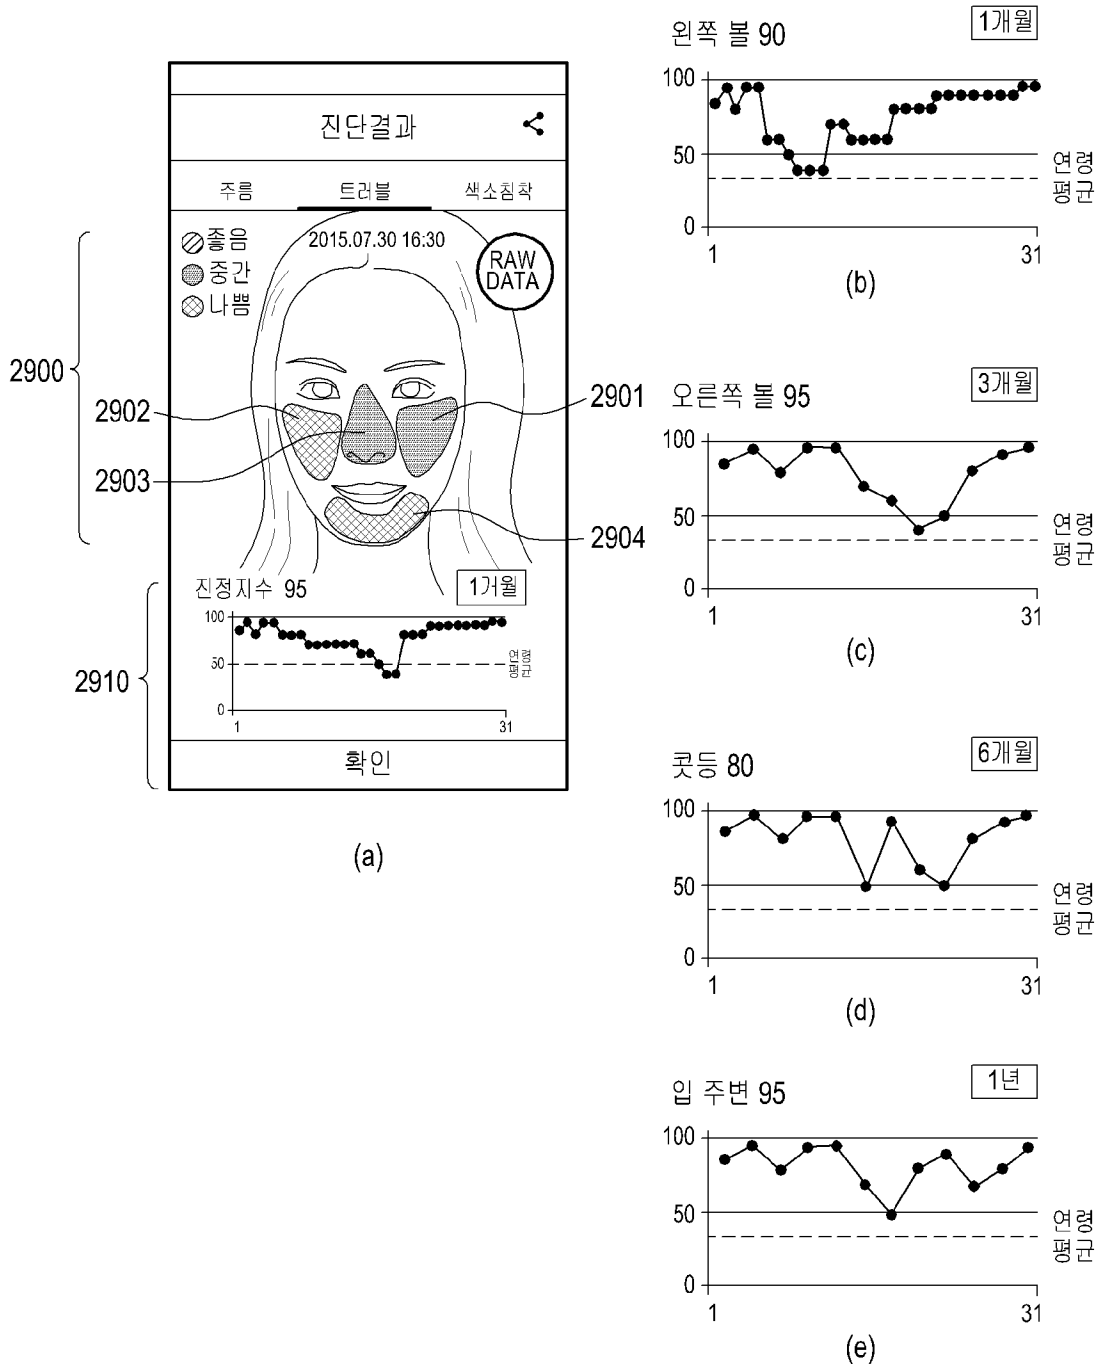 진단결과
주름 트러블 색소침착
좋음
중간
나쁨
2015.07.30 16:30
RAW
DATA
2900
2902
2903
2901
2904
2910
진정지수 95
1개월
100
50
0
연령
평균
1
31
확인
(a)
왼쪽 볼 90
1개월
100
50
0
연령
평균
1
31
(b)
오른쪽 볼 95
3개월
100
50
0
연령
평균
1
31
(c)
콧등 80
6개월
100
50
0
연령
평균
1
31
(d)
입 주변 95
1년
100
50
0
연령
평균
1
31
(e)